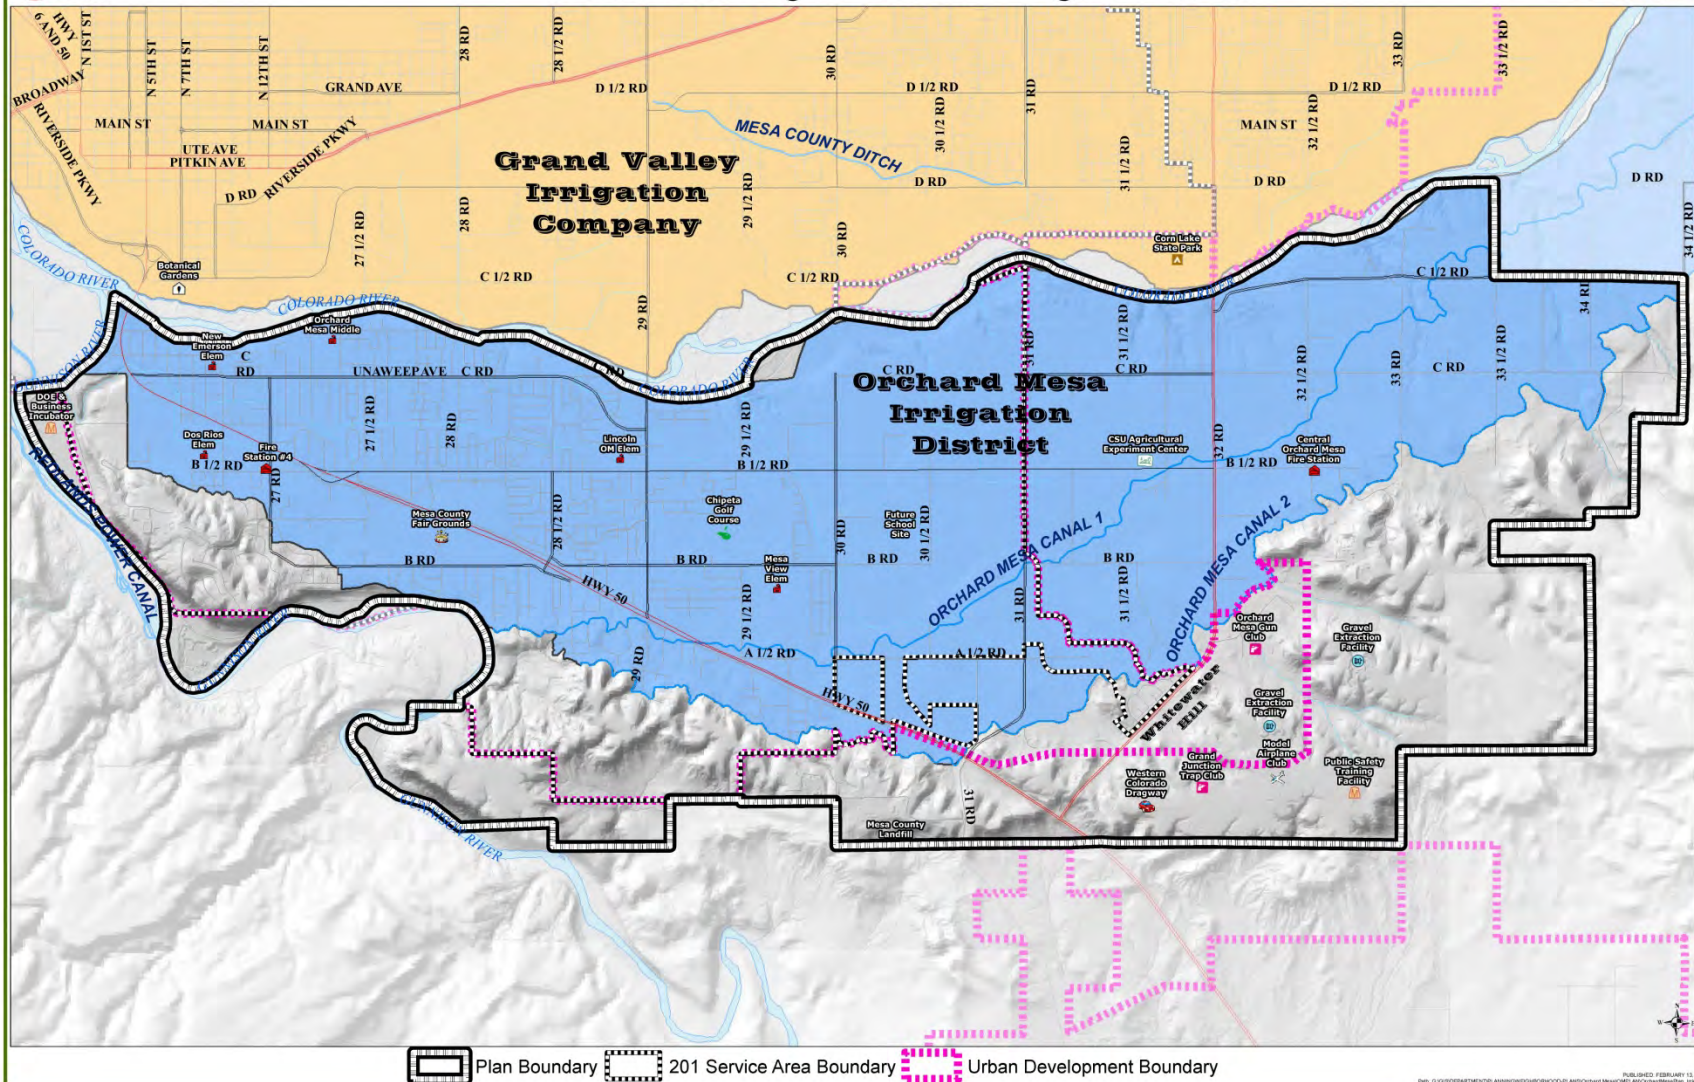 HWY
6 AND 50
N 1ST ST
N 5TH ST
N 7TH ST
N 12TH ST
28 RD
28 1/2 RD
30 RD
33 RD
33 1/2 RD
BROADWAY
GRAND AVE
D 1/2 RD
D 1/2 RD
31 RD
D 1/2 RD
RIVERSIDE PKWY
MAIN ST
MAIN ST
UTE AVE
PITKIN AVE
RIVERSIDE PKWY
MESA COUNTY DITCH
30 1/2 RD
31 1/2 RD
MAIN ST
32 1/2 RD
Grand Valley
Irrigation
Company
D RD
D RD
D RD
D RD
27 1/2 RD
28 RD
29 1/2 RD
30 RD
34 1/2 RD
COLORADO RIVER
Botanical
Gardens
C 1/2 RD
C 1/2 RD
Corn Lake
State Park
C 1/2 RD
COLORADO RIVER
COLORADO RIVER
29 RD
Orchard
Mesa Middle
New
Emerson
Elem
C
RD
UNAWEEP AVE
C RD
C RD
COLORADO RIVER
31 RD
31 1/2 RD
34 RD
33 1/2 RD
33 RD
32 1/2 RD
C RD
C RD
C RD
Orchard Mesa
Irrigation
District
GUNNISON RIVER
DOE &
Business
Incubator
Dos Rios
Elem
Fire
Station #4
B 1/2 RD
27 RD
27 1/2 RD
28 RD
Lincoln
OM Elem
29 1/2 RD
B 1/2 RD
CSU Agricultural
Experiment Center
32 RD
B 1/2 RD
Central
Orchard Mesa
Fire Station
REDLANDS POWER CANAL
Mesa County
Fair Grounds
28 1/2 RD
Chipeta
Golf
Course
30 RD
Future
School
Site
30 1/2 RD
ORCHARD MESA CANAL 1
ORCHARD MESA CANAL 2
B RD
B RD
B RD
B RD
HWY 50
Mesa
View
Elem
29 1/2 RD
31 RD
31 1/2 RD
GUNNISON RIVER
29 RD
A 1/2 RD
A 1/2 RD
HWY 50
Orchard
Mesa Gun
Club
Gravel
Extraction
Facility
Whitewater
Hill
Gravel
Extraction
Facility
Model
Airplane
Club
Grand
Junction
Trap Club
Western
Colorado
Dragway
Public Safety
Training
Facility
31 RD
Mesa County
Landfill
GUNNISON RIVER
N
W
S
Plan Boundary
201 Service Area Boundary
Urban Development Boundary